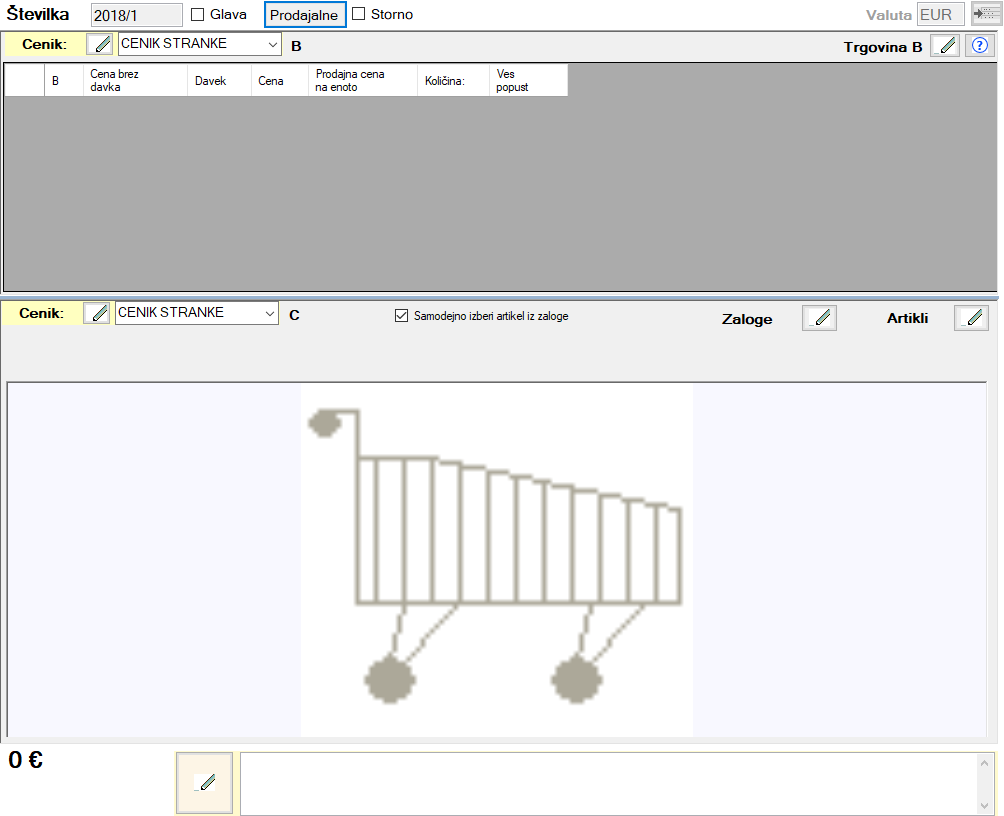 Številka 2018/1 Glava Prodajalne Storno Valuta EUR
Cenik: CENIK STRANKE B Trgovina B ?
B Cena brez davka Davek Cena Prodajna cena na enoto Količina: Ves popust
Cenik: CENIK STRANKE C Samodejno izberi artikel iz zaloge Zaloge Artikli
0 €